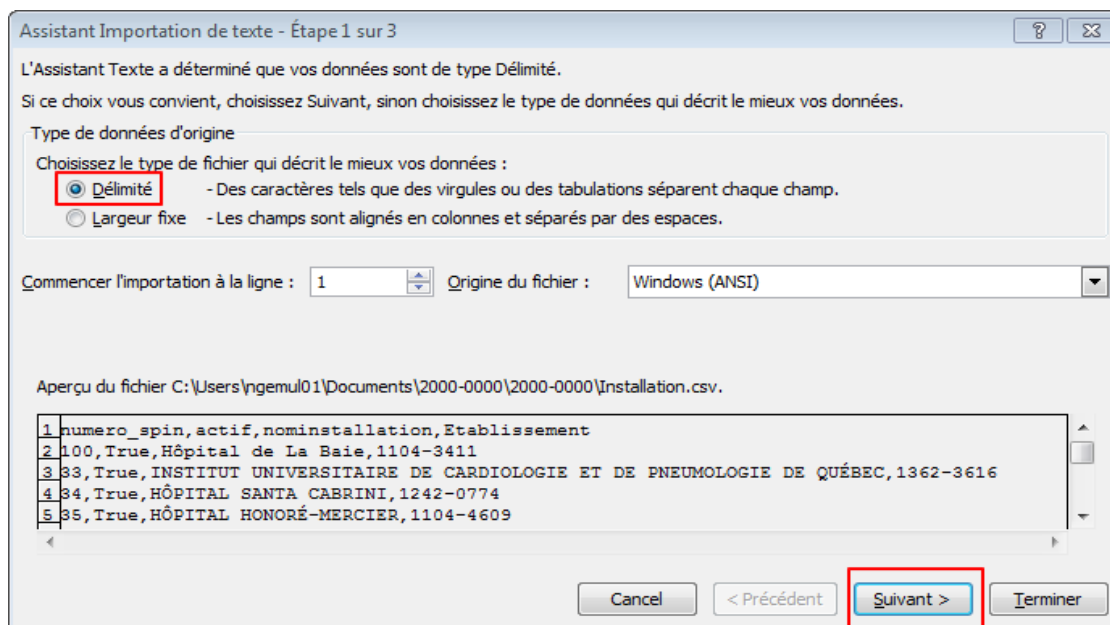 Assistant Importation de texte - Étape 1 sur 3
?
L'Assistant Texte a déterminé que vos données sont de type Délimité.
Si ce choix vous convient, choisissez Suivant, sinon choisissez le type de données qui décrit le mieux vos données.
Type de données d'origine
Choisissez le type de fichier qui décrit le mieux vos données :
Délimité - Des caractères tels que des virgules ou des tabulations séparent chaque champ.
Largeur fixe - Les champs sont alignés en colonnes et séparés par des espaces.
Commencer l'importation à la ligne : 1 Origine du fichier : Windows (ANSI)
Aperçu du fichier C:\Users\ngemul01\Documents\2000-0000\2000-0000\Installation.csv.
1 numero_spin,actif,nominstallation,Etablissement
2 100,True,Hôpital de La Baie,1104-3411
3 33,True,INSTITUT UNIVERSITAIRE DE CARDIOLOGIE ET DE PNEUMOLOGIE DE QUÉBEC,1362-3616
4 34,True,HÔPITAL SANTA CABRINI,1242-0774
5 35,True,HÔPITAL HONORÉ-MERCIER,1104-4609
Cancel < Précédent Suivant > Terminer